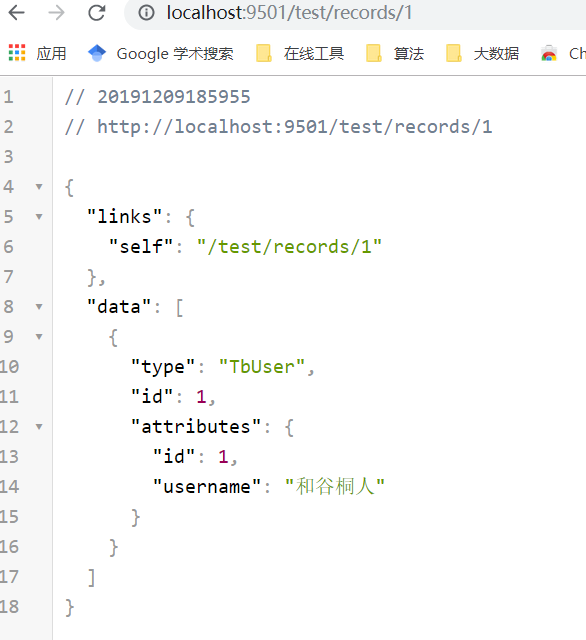 localhost:9501/test/records/1
应用 Google 学术搜索 在线工具 算法 大数据 Ch
1 // 20191209185955
2 // http://localhost:9501/test/records/1
3
4 {
5   "links": {
6     "self": "/test/records/1"
7   },
8   "data": [
9     {
10       "type": "TbUser",
11       "id": 1,
12       "attributes": {
13         "id": 1,
14         "username": "和谷桐人"
15       }
16     }
17   ]
18 }